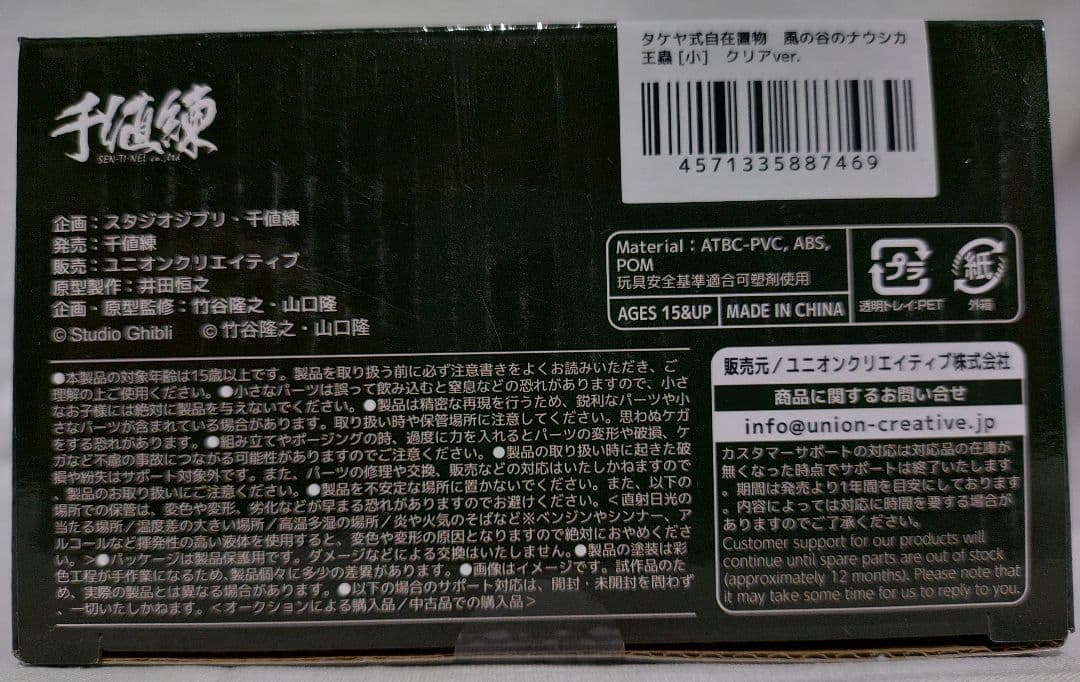 タケヤ式自在置物　風の谷のナウシカ
王蟲 [小]　クリアver.
4571335887469
千値練
SEN-TI-NEL co.,ltd
企画：スタジオジブリ・千値練
発売：千値練
販売：ユニオンクリエイティブ
原型製作：井田恒之
企画・原型監修：竹谷隆之・山口隆
©Studio Ghibli　©竹谷隆之・山口隆
Material：ATBC-PVC, ABS,
POM
玩具安全基準適合可塑剤使用
AGES 15&UP
MADE IN CHINA
プラ
透明トレイ:PET
紙
外箱
●本製品の対象年齢は15歳以上です。製品を取り扱う前に必ず注意書きをよくお読みいただき、ご
理解の上ご使用ください。●小さなパーツは誤って飲み込むと窒息などの恐れがありますので、小さ
なお子様には絶対に製品を与えないでください。●製品は精密な再現を行うため、鋭利なパーツや小
さなパーツが含まれている場合があります。取り扱い時や保管場所に注意してください。思わぬケガ
をする恐れがあります。●組み立てやポージングの時、過度に力を入れるとパーツの変形や破損、ケ
ガなど不慮の事故につながる可能性がありますのでご注意ください。●製品の取り扱い時に起きた破
損や紛失はサポート対象外です。また、パーツの修理や交換、販売などの対応はいたしかねますので
、製品のお取り扱いにご注意ください。●製品を不安定な場所に置かないでください。また、以下の
場所での保管は、変色や変形、劣化などが早まる恐れがありますのでお避けください。＜直射日光の
当たる場所/温度差の大きい場所/高温多湿の場所/炎や火気のそばなど※ベンジンやシンナー、ア
ルコールなど揮発性の高い液体を使用すると、変色や変形の原因となりますので絶対におやめくださ
い。＞●パッケージは製品保護用です。ダメージなどによる交換はいたしません。●製品の塗装は彩
色工程が手作業になるため、製品個々に多少の差異があります。●画像はイメージです。試作品のた
め、実際の製品とは異なる場合があります。●以下の場合のサポート対応は、開封・未開封を問わず
、一切いたしかねます。＜オークションによる購入品/中古品での購入品＞
販売元/ユニオンクリエイティブ株式会社
商品に関するお問い合せ
info@union-creative.jp
カスタマーサポートの対応は対応品の在庫が
無くなった時点でサポートは終了いたします
。期間は発売より1年間を目安にしております
。内容によっては対応に時間を要する場合が
ありますのでご了承ください。
Customer support for our products will
continue until spare parts are out of stock
(approximately 12 months). Please note that
it may take some time for us to reply to you.